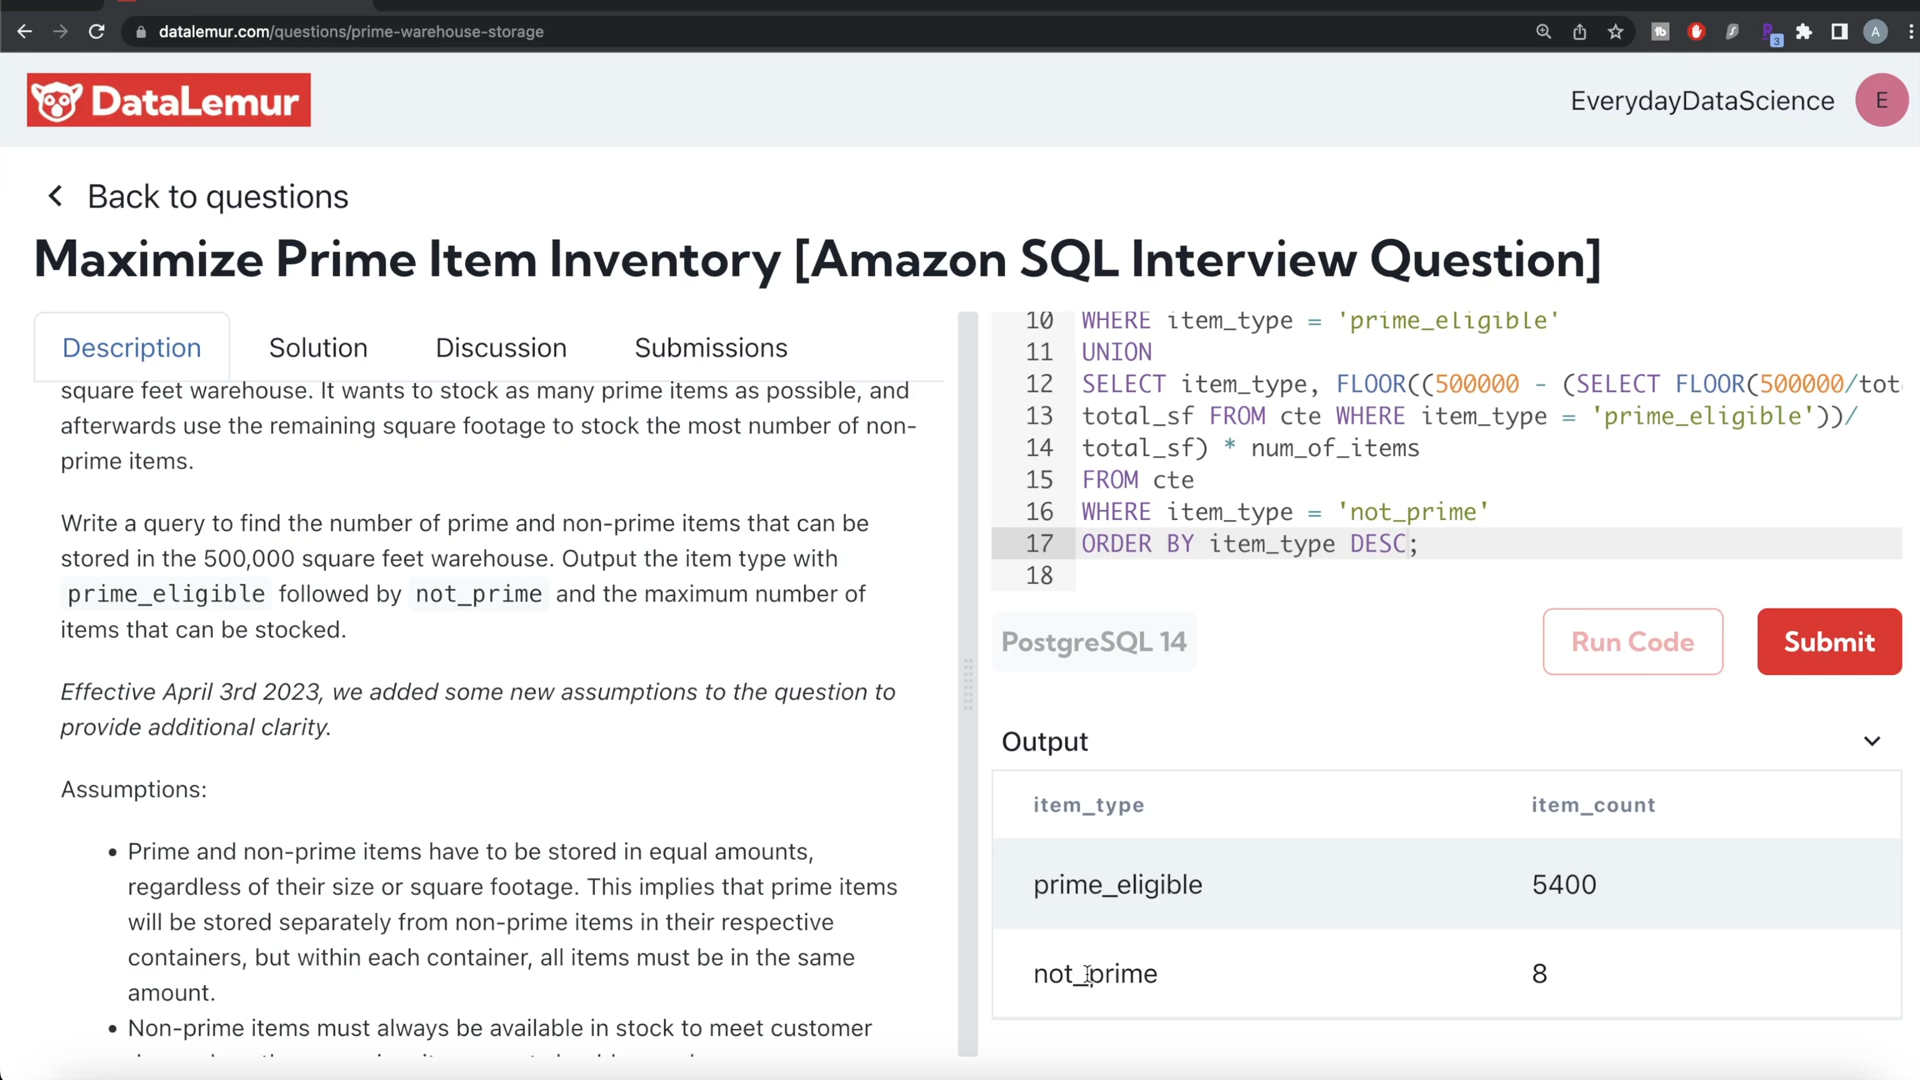 datalemur.com/questions/prime-warehouse-storage
tb
3
A
DataLemur
EverydayDataScience
E
Back to questions
Maximize Prime Item Inventory [Amazon SQL Interview Question]
Description
Solution
Discussion
Submissions
square feet warehouse. It wants to stock as many prime items as possible, and
afterwards use the remaining square footage to stock the most number of non-
prime items.
Write a query to find the number of prime and non-prime items that can be
stored in the 500,000 square feet warehouse. Output the item type with
prime_eligible followed by not_prime and the maximum number of
items that can be stocked.
Effective April 3rd 2023, we added some new assumptions to the question to
provide additional clarity.
Assumptions:
• Prime and non-prime items have to be stored in equal amounts,
regardless of their size or square footage. This implies that prime items
will be stored separately from non-prime items in their respective
containers, but within each container, all items must be in the same
amount.
• Non-prime items must always be available in stock to meet customer
10 WHERE item_type = 'prime_eligible'
11 UNION
12 SELECT item_type, FLOOR((500000 - (SELECT FLOOR(500000/tot
13 total_sf FROM cte WHERE item_type = 'prime_eligible'))/
14 total_sf) * num_of_items
15 FROM cte
16 WHERE item_type = 'not_prime'
17 ORDER BY item_type DESC;
18
PostgreSQL 14
Run Code
Submit
Output
item_type item_count
prime_eligible 5400
not_prime 8